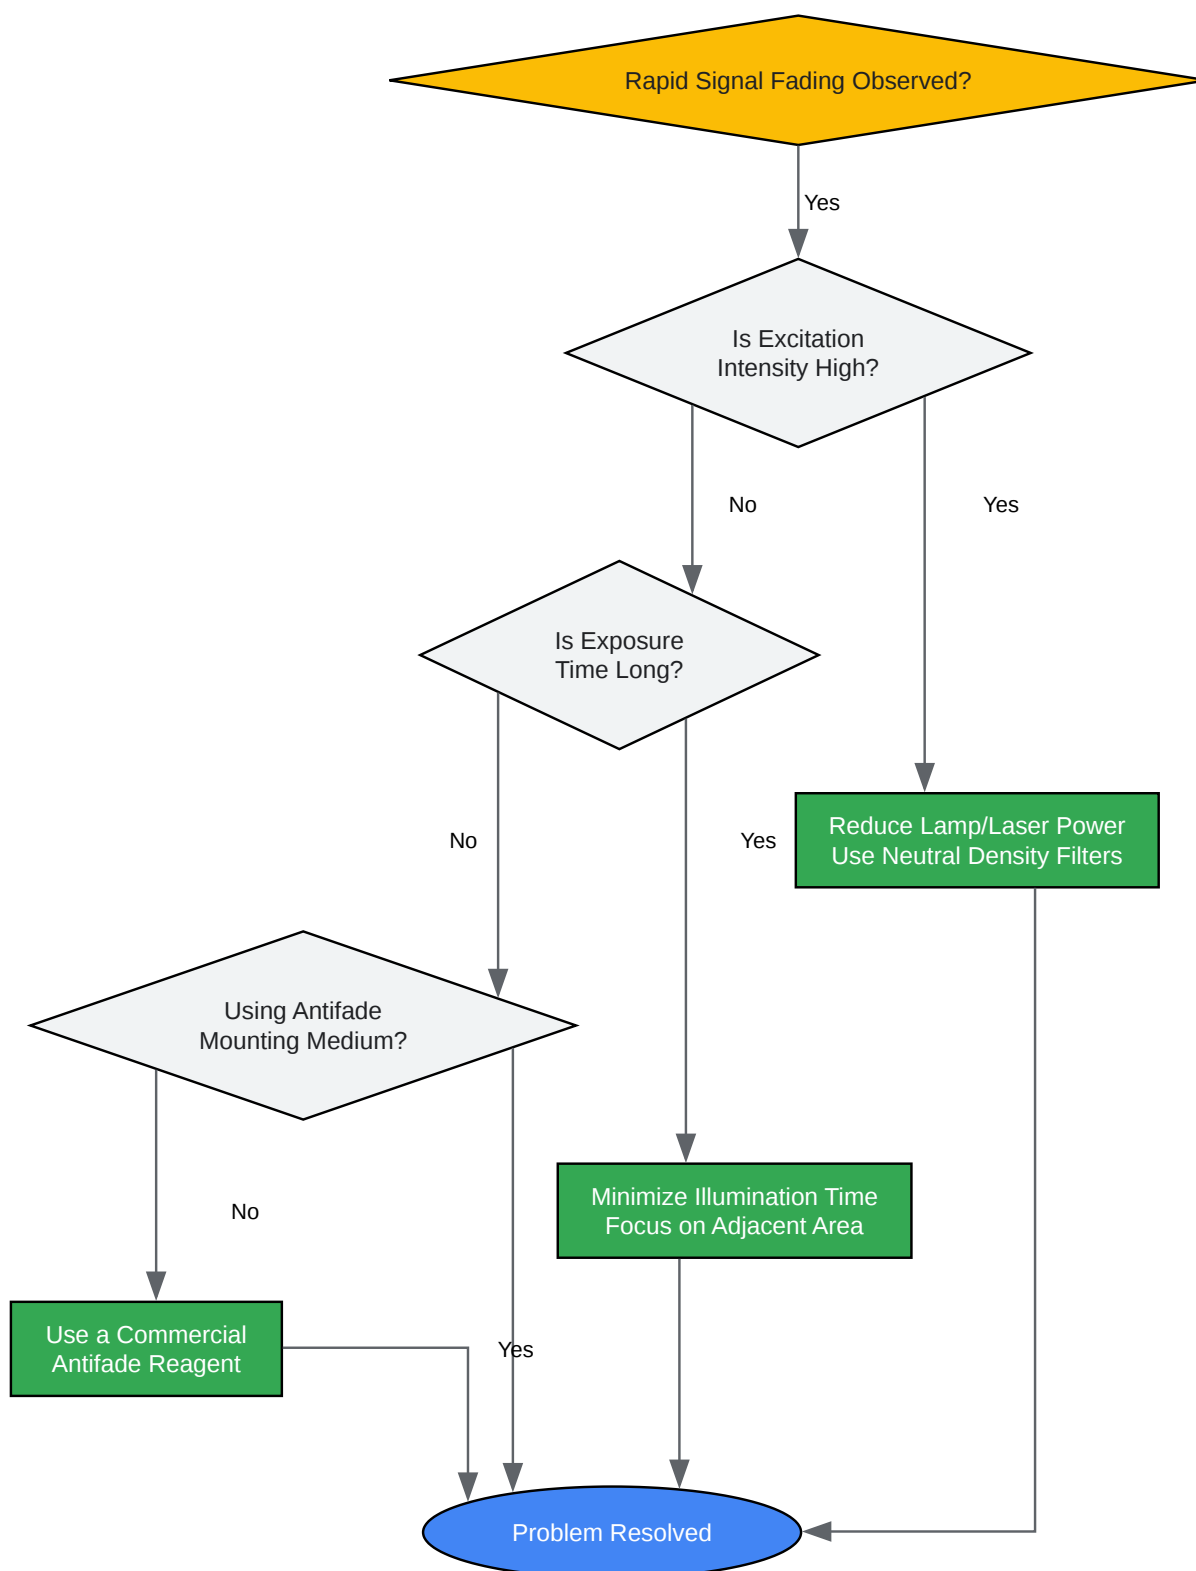 Rapid Signal Fading Observed?
Yes
Is Excitation
Intensity High?
No
Yes
Is Exposure
Time Long?
No
Yes
Reduce Lamp/Laser Power
Use Neutral Density Filters
Using Antifade
Mounting Medium?
No
Minimize Illumination Time
Focus on Adjacent Area
Use a Commercial
Antifade Reagent
Yes
Problem Resolved